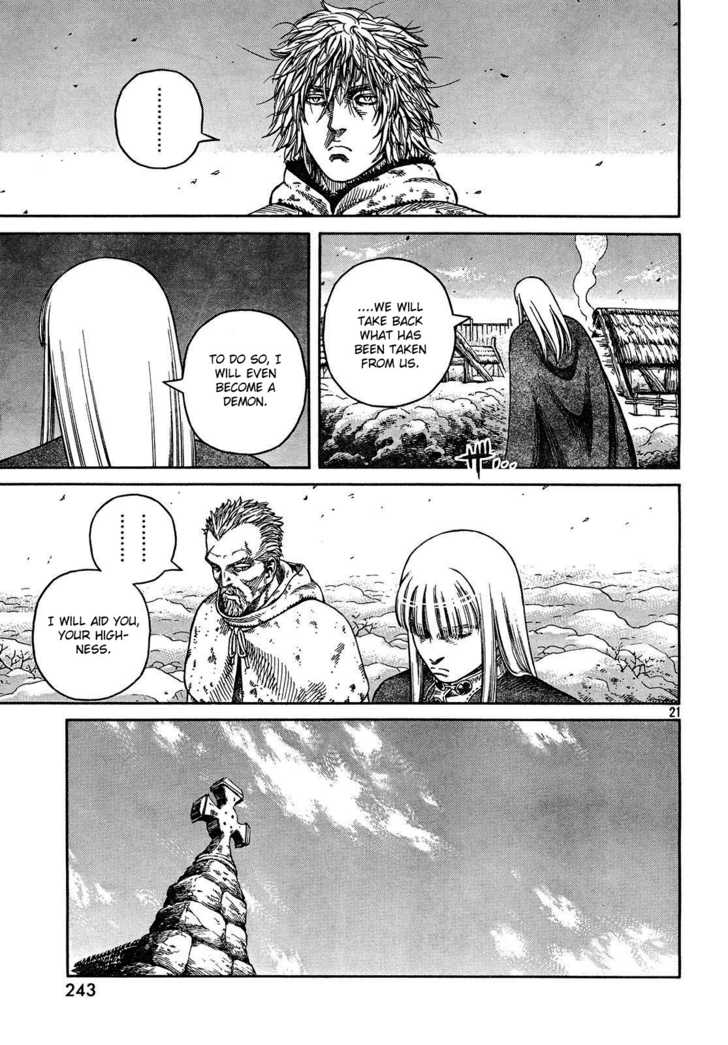 ........
....WE WILL
TAKE BACK
WHAT HAS
BEEN TAKEN
FROM US.
TO DO SO, I
WILL EVEN
BECOME A
DEMON.
I WILL AID YOU,
YOUR HIGH-
NESS.
21
243